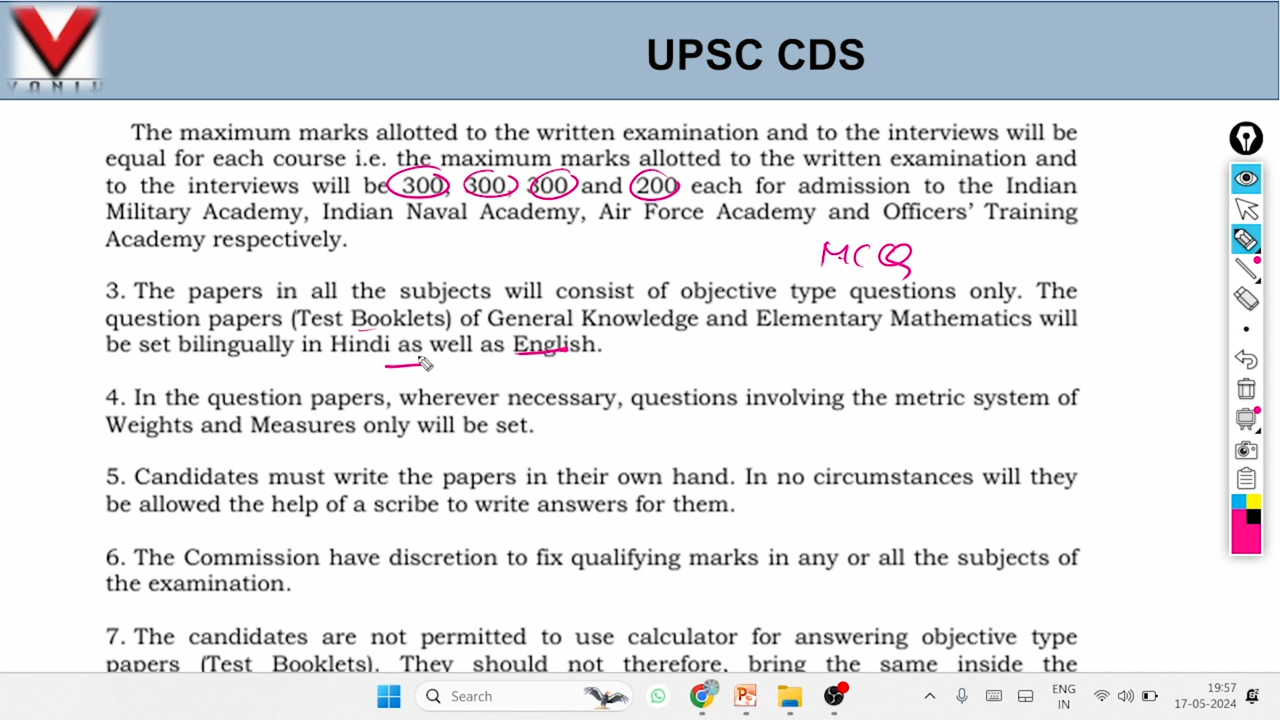 VANIJ
UPSC CDS
The maximum marks allotted to the written examination and to the interviews will be
equal for each course i.e. the maximum marks allotted to the written examination and
to the interviews will be 300, 300, 300 and 200 each for admission to the Indian
Military Academy, Indian Naval Academy, Air Force Academy and Officers' Training
Academy respectively.
MCQ
3. The papers in all the subjects will consist of objective type questions only. The
question papers (Test Booklets) of General Knowledge and Elementary Mathematics will
be set bilingually in Hindi as well as English.
4. In the question papers, wherever necessary, questions involving the metric system of
Weights and Measures only will be set.
5. Candidates must write the papers in their own hand. In no circumstances will they
be allowed the help of a scribe to write answers for them.
6. The Commission have discretion to fix qualifying marks in any or all the subjects of
the examination.
7. The candidates are not permitted to use calculator for answering objective type
papers (Test Booklets). They should not therefore, bring the same inside the
Search
ENG
IN
19:57
17-05-2024